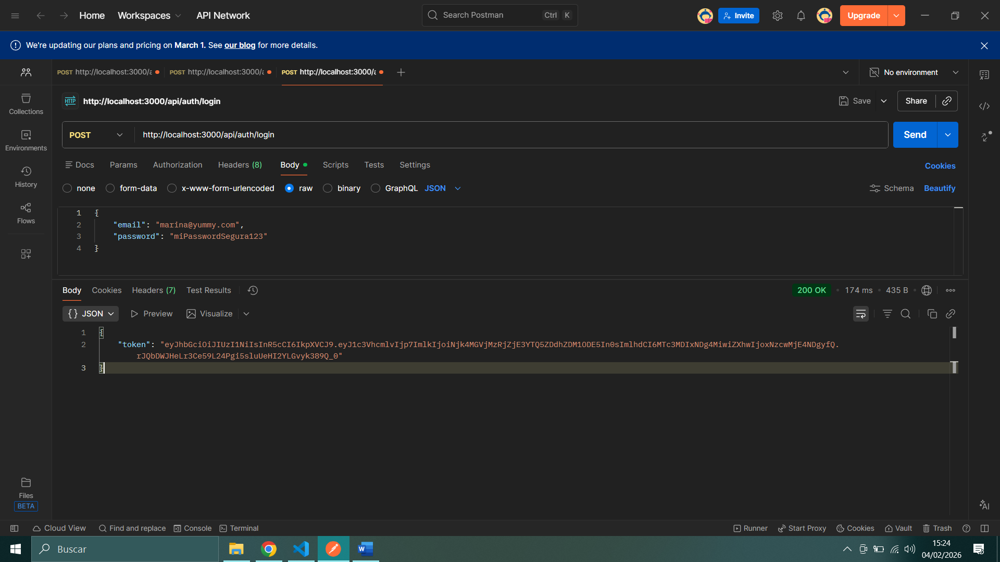 Home Workspaces API Network Search Postman Ctrl K Invite Upgrade
We're updating our plans and pricing on March 1. See our blog for more details.
POST http://localhost:3000/a POST http://localhost:3000/a POST http://localhost:3000/a No environment
HTTP http://localhost:3000/api/auth/login Save Share
Collections
POST http://localhost:3000/api/auth/login Send
Environments
Docs Params Authorization Headers (8) Body Scripts Tests Settings Cookies
History
none form-data x-www-form-urlencoded raw binary GraphQL JSON Schema Beautify
Flows
1 {
2 "email": "marina@yummy.com",
3 "password": "miPasswordSegura123"
4 }
Body Cookies Headers (7) Test Results 200 OK 174 ms 435 B
{} JSON Preview Visualize
1 {
2 "token": "eyJhbGciOiJIUzI1NiIsInR5cCI6IkpXVCJ9.eyJ1c3VhcmlvIjp7ImlkIjoiNjk4MGVjMzRjZjE3YTQ5ZDdhZDM1ODE5In0sImlhdCI6MTc3MDIxNDg4MiwiZXhwIjoxNzcwMjE4NDgyfQ.
rJQbDWJHeLr3Ce59L24Pgi5sluUeHI2YLGvyk389Q_0"
3 }
Files
BETA
AI
Cloud View Find and replace Console Terminal Runner Start Proxy Cookies Vault Trash
Buscar
W
15:24
04/02/2026